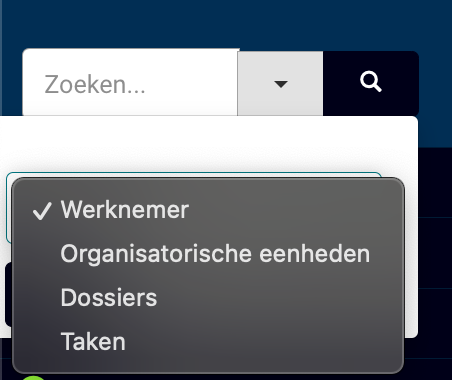 Zoeken...
Werknemer
Organisatorische eenheden
Dossiers
Taken